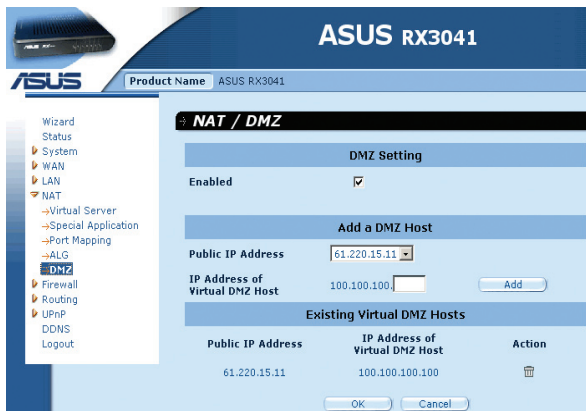 ASUS RX3041
ASUS
Product Name ASUS RX3041
Wizard
Status
System
WAN
LAN
NAT
Virtual Server
Special Application
Port Mapping
ALG
DMZ
Firewall
Routing
UPnP
DDNS
Logout
NAT / DMZ
DMZ Setting
Enabled
Add a DMZ Host
Public IP Address 61.220.15.11
IP Address of
Virtual DMZ Host 100.100.100. Add
Existing Virtual DMZ Hosts
Public IP Address IP Address of Virtual DMZ Host Action
61.220.15.11 100.100.100.100
OK Cancel